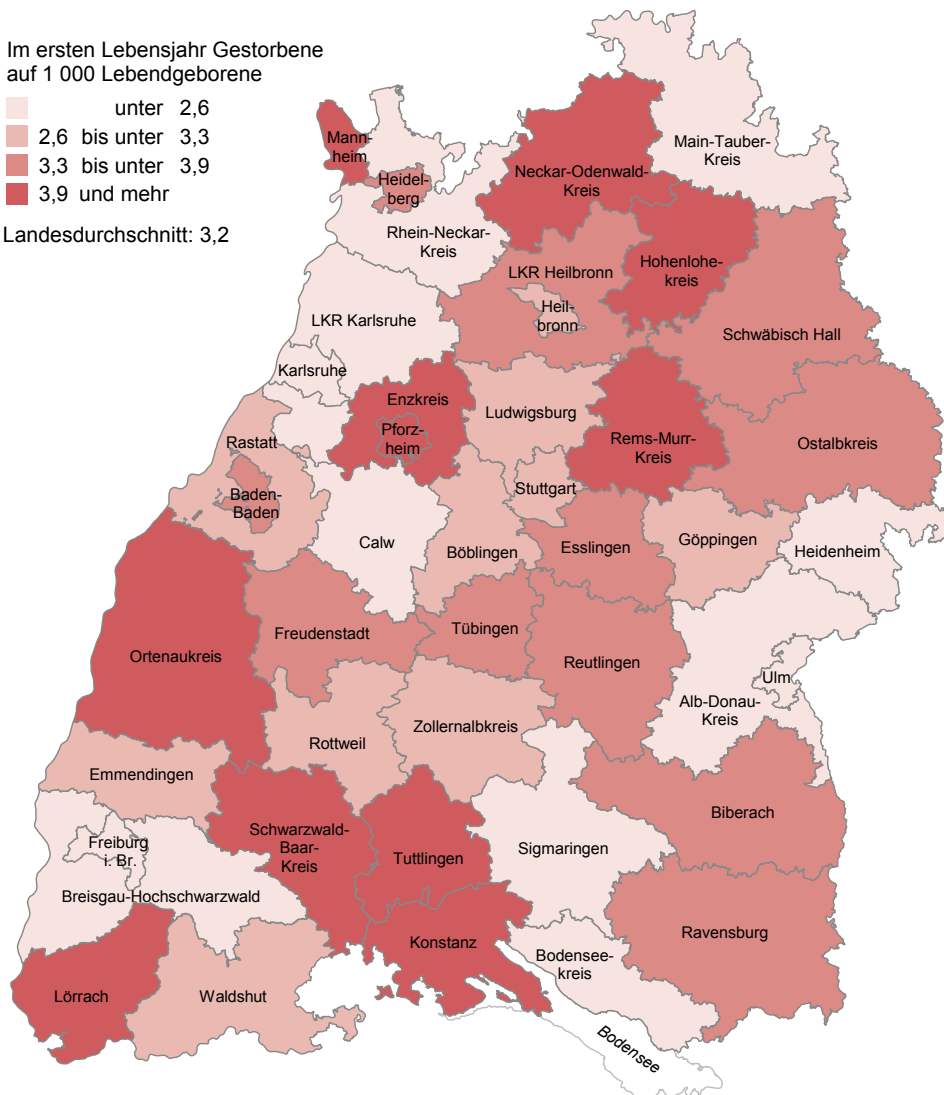 Im ersten Lebensjahr Gestorbene
auf 1 000 Lebendgeborene
unter 2,6
2,6 bis unter 3,3
3,3 bis unter 3,9
3,9 und mehr
Landesdurchschnitt: 3,2
Main-Tauber-
Kreis
Mann-
heim
Neckar-Odenwald-
Kreis
Heidel-
berg
Rhein-Neckar-
Kreis
Hohenlohe-
kreis
LKR Heilbronn
Heil-
bronn
LKR Karlsruhe
Schwäbisch Hall
Karlsruhe
Enzkreis
Pforz-
heim
Ludwigsburg
Rems-Murr-
Kreis
Ostalbkreis
Rastatt
Baden-
Baden
Stuttgart
Calw
Böblingen
Esslingen
Göppingen
Heidenheim
Freudenstadt
Tübingen
Ortenaukreis
Reutlingen
Ulm
Alb-Donau-
Kreis
Zollernalbkreis
Rottweil
Emmendingen
Biberach
Schwarzwald-
Baar-
Kreis
Freiburg
i. Br.
Sigmaringen
Tuttlingen
Breisgau-Hochschwarzwald
Ravensburg
Konstanz
Bodensee-
kreis
Lörrach
Waldshut
Bodensee